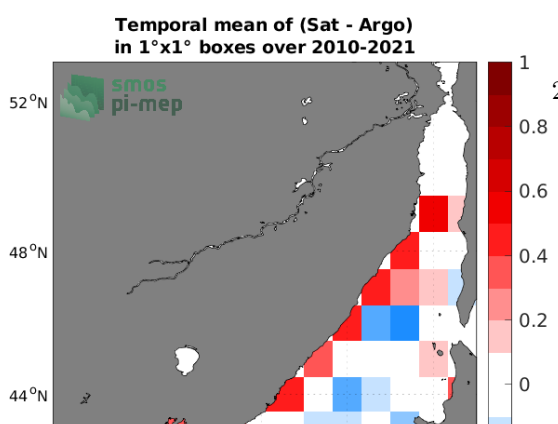 Temporal mean of (Sat - Argo)
in 1°x1° boxes over 2010-2021
smos
pi-mep
52°N
48°N
44°N
1
0.8
0.6
0.4
0.2
0
2